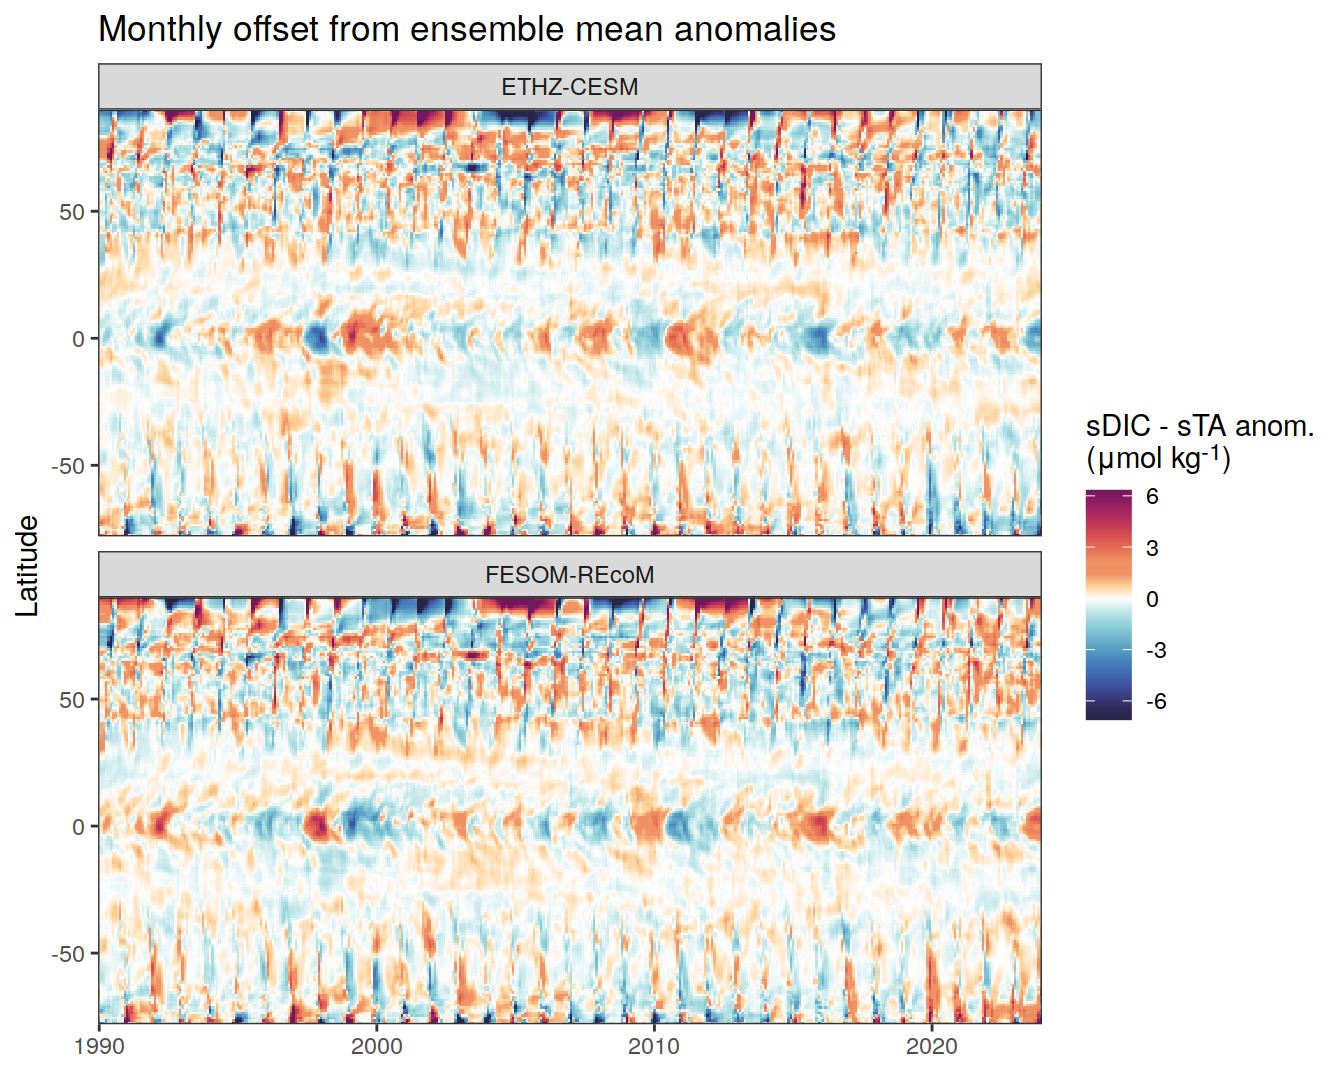 Monthly offset from ensemble mean anomalies
ETHZ-CESM
50
0
-50
FESOM-REcoM
50
0
-50
1990 2000 2010 2020
Latitude
sDIC - sTA anom.
(µmol kg⁻¹)
6
3
0
-3
-6